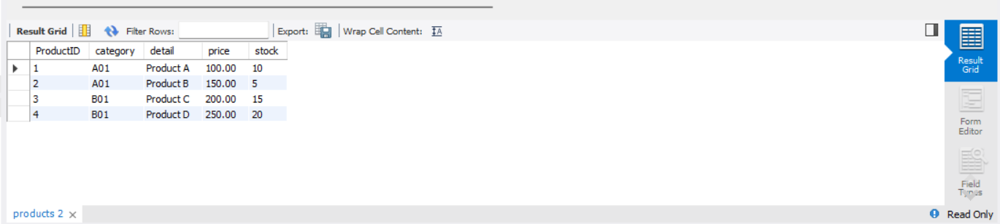 Result Grid Filter Rows: Export: Wrap Cell Content: IA
ProductID category detail price stock
1 A01 Product A 100.00 10
2 A01 Product B 150.00 5
3 B01 Product C 200.00 15
4 B01 Product D 250.00 20
Result
Grid
Form
Editor
Field
Types
products 2 ×
Read Only